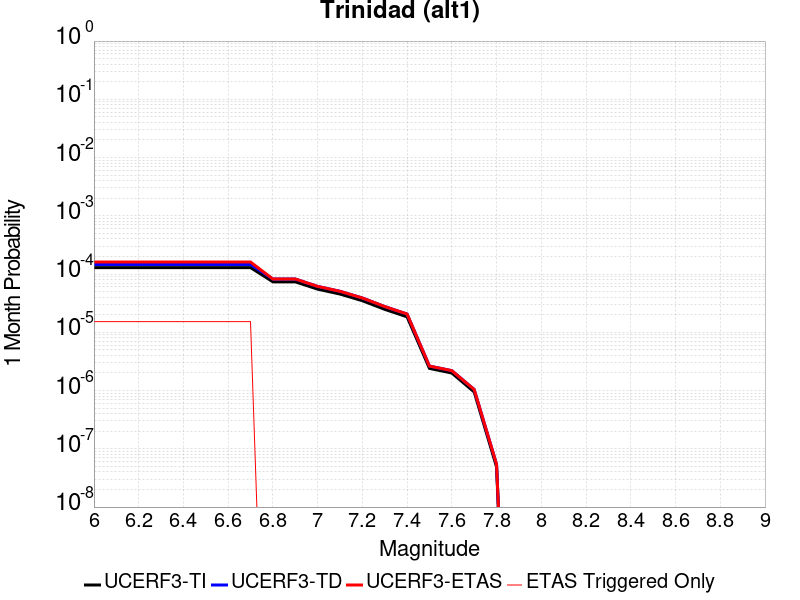 Trinidad (alt1)
10^0
10^-1
10^-2
10^-3
10^-4
10^-5
10^-6
10^-7
10^-8
1 Month Probability
6 6.2 6.4 6.6 6.8 7 7.2 7.4 7.6 7.8 8 8.2 8.4 8.6 8.8 9
Magnitude
UCERF3-TI UCERF3-TD UCERF3-ETAS ETAS Triggered Only